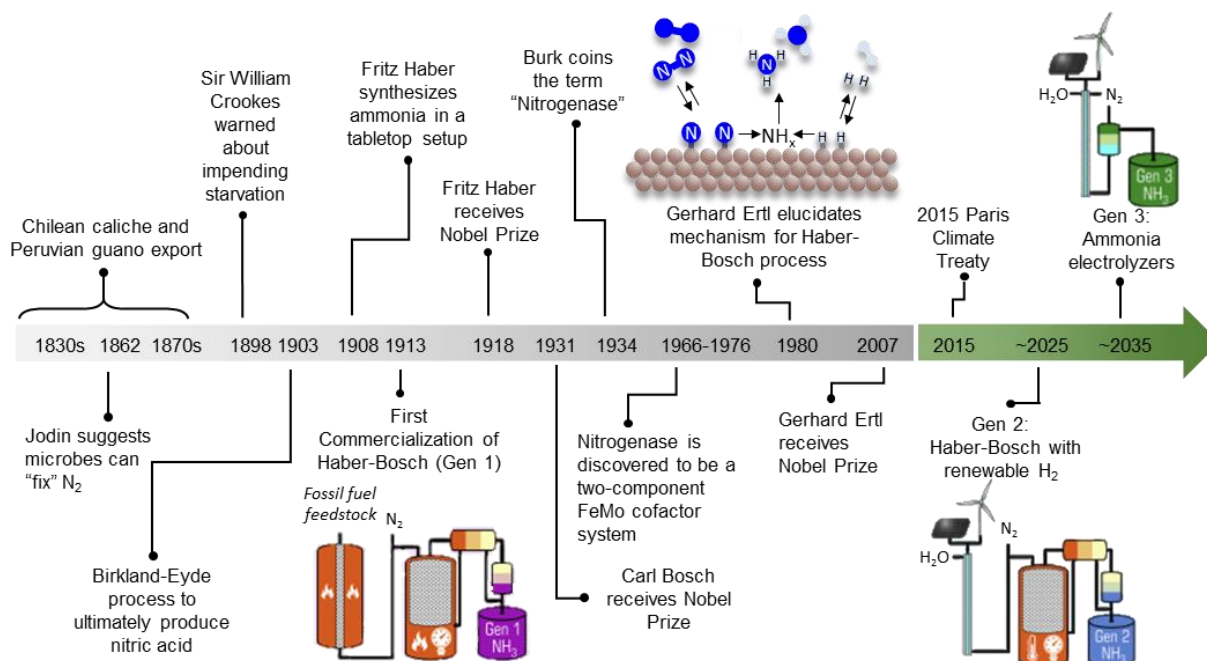 Chilean caliche and
Peruvian guano export
Sir William
Crookes
warned
about
impending
starvation
Fritz Haber
synthesizes
ammonia in a
tabletop setup
Fritz Haber
receives
Nobel Prize
Burk coins
the term
“Nitrogenase”
N
N
N
N
NHₓ
H
N
H
H
H H
H H
Gerhard Ertl elucidates
mechanism for Haber-
Bosch process
2015 Paris
Climate
Treaty
H₂O
N₂
Gen 3
NH₃
Gen 3:
Ammonia
electrolyzers
1830s 1862 1870s 1898 1903 1908 1913 1918 1931 1934 1966-1976 1980 2007 2015 ~2025 ~2035
Jodin suggests
microbes can
“fix” N₂
Birkland-Eyde
process to
ultimately produce
nitric acid
First
Commercialization of
Haber-Bosch (Gen 1)
Fossil fuel
feedstock
N₂
Gen 1
NH₃
Carl Bosch
receives Nobel
Prize
Nitrogenase is
discovered to be a
two-component
FeMo cofactor
system
Gerhard Ertl
receives
Nobel Prize
Gen 2:
Haber-Bosch with
renewable H₂
N₂
H₂O
Gen 2
NH₃